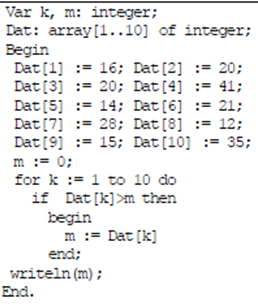 Var k, m: integer;
Dat: array[1..10] of integer;
Begin
Dat[1] := 16; Dat[2] := 20;
Dat[3] := 20; Dat[4] := 41;
Dat[5] := 14; Dat[6] := 21;
Dat[7] := 28; Dat[8] := 12;
Dat[9] := 15; Dat[10] := 35;
m := 0;
for k := 1 to 10 do
if Dat[k]>m then
begin
m := Dat[k]
end;
writeln(m);
End.